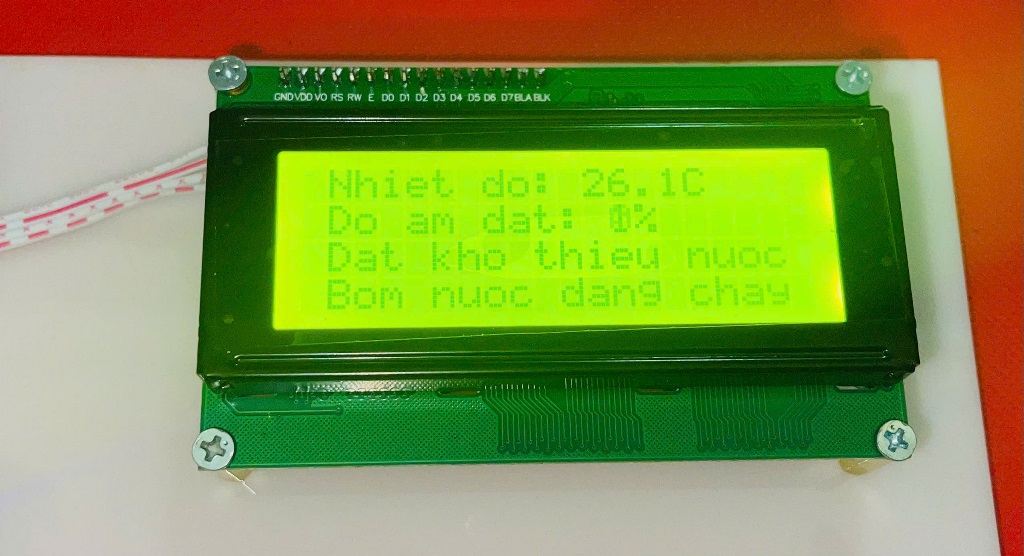 GND VDD VO RS RW E D0 D1 D2 D3 D4 D5 D6 D7 BLA BLK
Nhiet do: 26.1C
Do am dat: 0%
Dat kho thieu nuoc
Bom nuoc dang chay